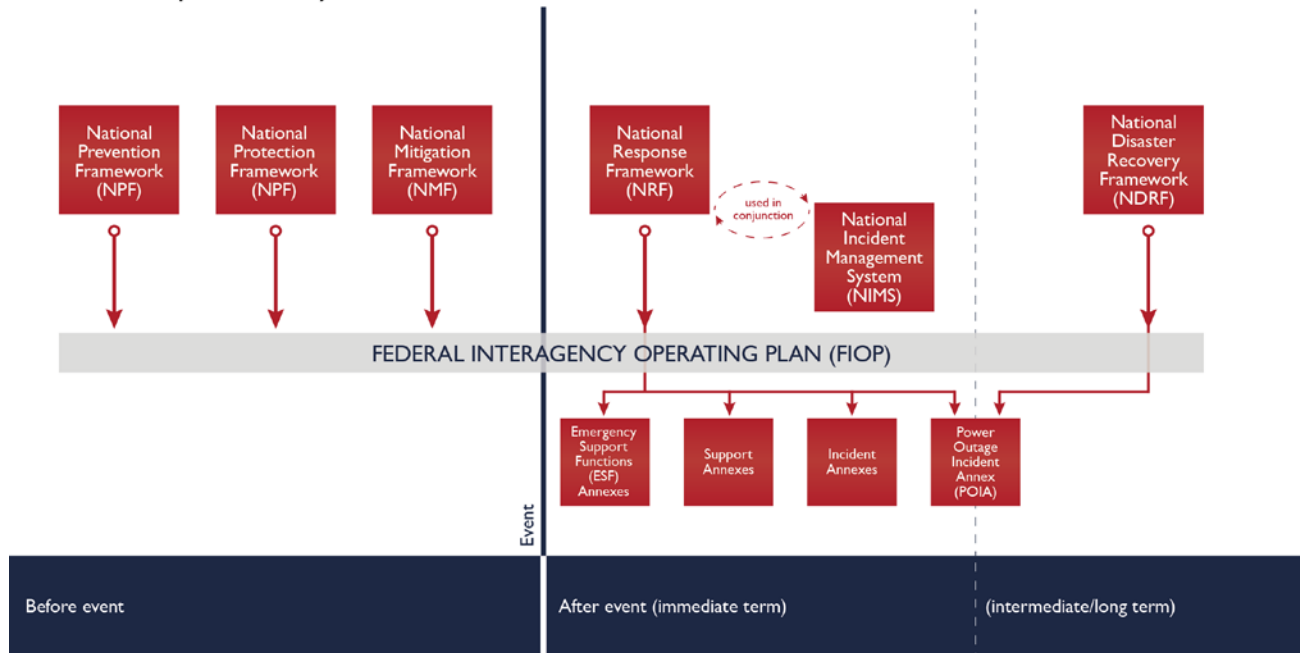 National
Prevention
Framework
(NPF)
National
Protection
Framework
(NPF)
National
Mitigation
Framework
(NMF)
National
Response
Framework
(NRF)
used in
conjunction
National
Incident
Management
System
(NIMS)
National
Disaster
Recovery
Framework
(NDRF)
FEDERAL INTERAGENCY OPERATING PLAN (FIOP)
Emergency
Support
Functions
(ESF)
Annexes
Support
Annexes
Incident
Annexes
Power
Outage
Incident
Annex
(POIA)
Event
Before event
After event (immediate term)
(intermediate/long term)